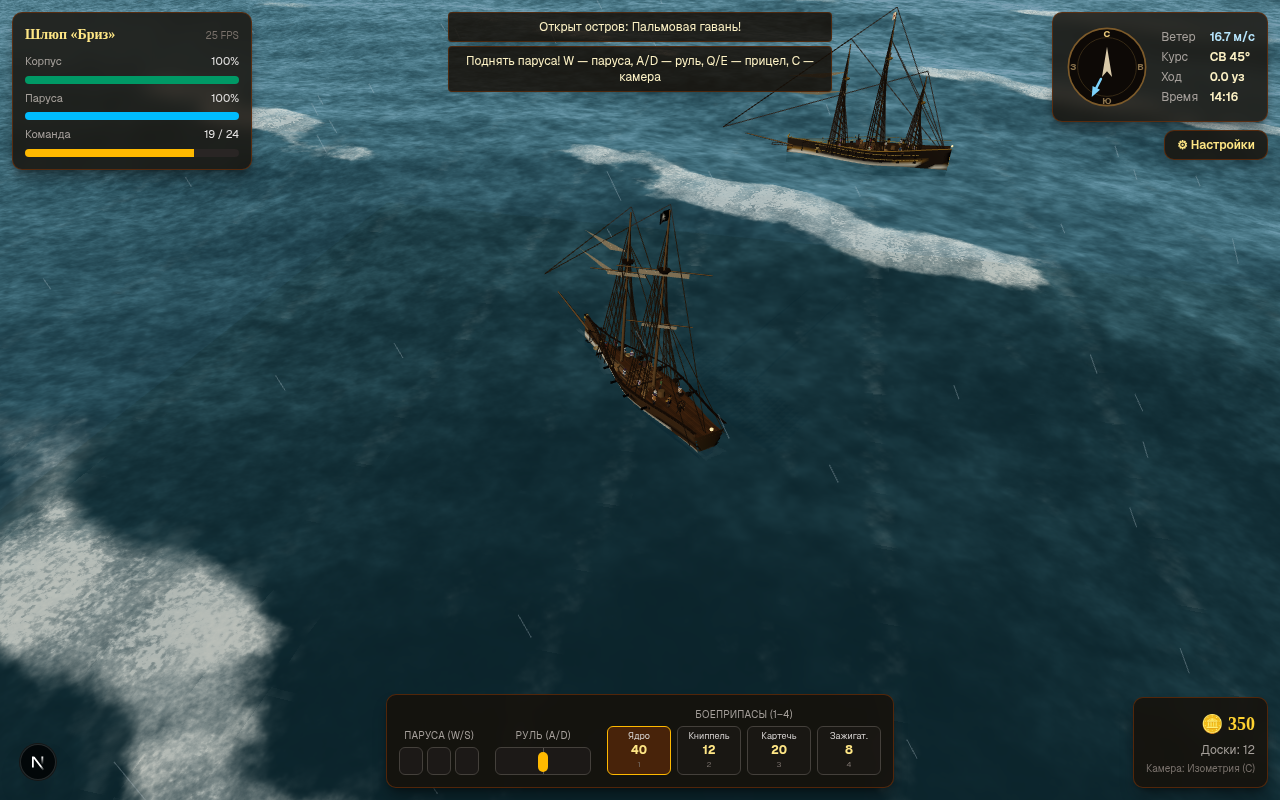 Шлюп «Бриз»
25 FPS
Корпус
100%
Паруса
100%
Команда
19 / 24
Открыт остров: Пальмовая гавань!
Поднять паруса! W — паруса, A/D — руль, Q/E — прицел, C —
камера
С
З
В
Ю
Ветер
16.7 м/с
Курс
СВ 45°
Ход
0.0 уз
Время
14:16
⚙ Настройки
БОЕПРИПАСЫ (1–4)
ПАРУСА (W/S)
РУЛЬ (A/D)
Ядро
40
1
Книппель
12
2
Картечь
20
3
Зажигат.
8
4
N
350
Доски: 12
Камера: Изометрия (C)